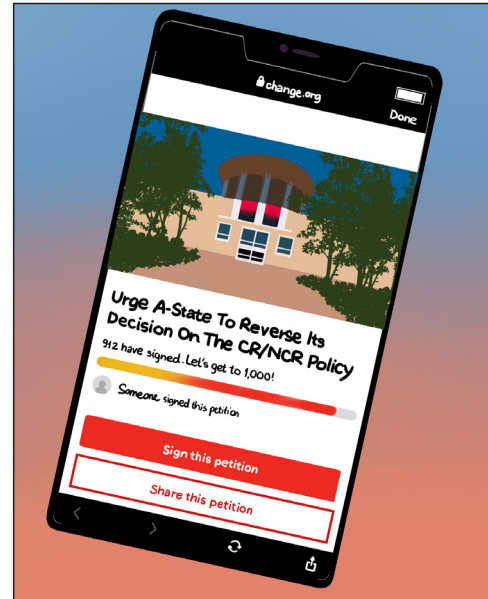 change.org
Done
Urge A-State To Reverse Its
Decision On The CR/NCR Policy
912 have signed. Let's get to 1,000!
Someone signed this petition
Sign this petition
Share this petition